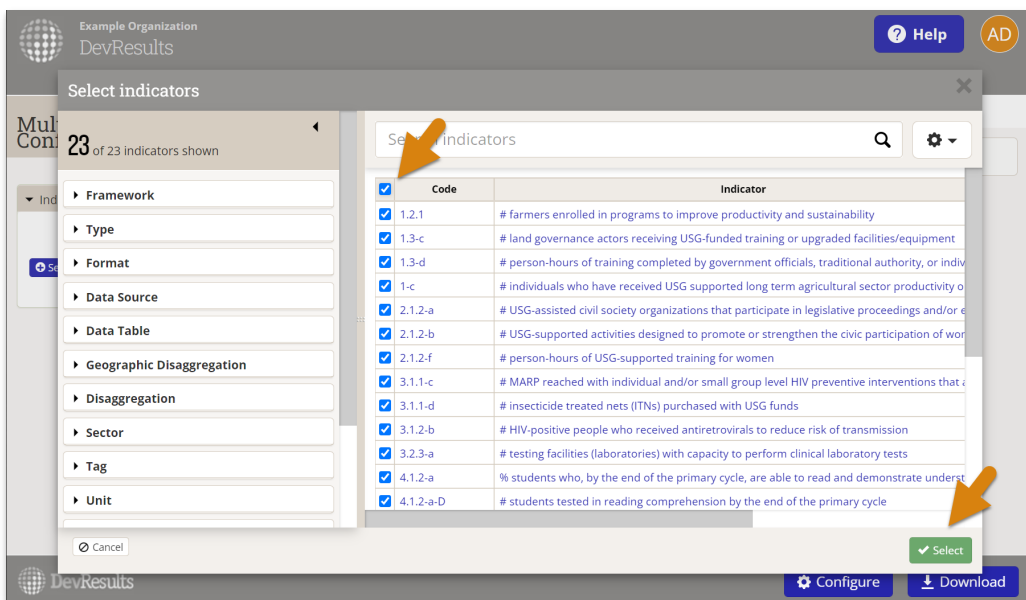 Example Organization
DevResults
Help
AD
Select indicators
Mul
Con
23 of 23 indicators shown
indicators
Code
Indicator
Ind
Framework
Type
Format
Data Source
Data Table
Geographic Disaggregation
Disaggregation
Sector
Tag
Unit
Se
1.2.1 # farmers enrolled in programs to improve productivity and sustainability
1.3-c # land governance actors receiving USG-funded training or upgraded facilities/equipment
1.3-d # person-hours of training completed by government officials, traditional authority, or indiv
1-c # individuals who have received USG supported long term agricultural sector productivity o
2.1.2-a # USG-assisted civil society organizations that participate in legislative proceedings and/or e
2.1.2-b # USG-supported activities designed to promote or strengthen the civic participation of wor
2.1.2-f # person-hours of USG-supported training for women
3.1.1-c # MARP reached with individual and/or small group level HIV preventive interventions that a
3.1.1-d # insecticide treated nets (ITNs) purchased with USG funds
3.1.2-b # HIV-positive people who received antiretrovirals to reduce risk of transmission
3.2.3-a # testing facilities (laboratories) with capacity to perform clinical laboratory tests
4.1.2-a % students who, by the end of the primary cycle, are able to read and demonstrate underst
4.1.2-a-D # students tested in reading comprehension by the end of the primary cycle
Cancel
Select
DevResults
Configure
Download